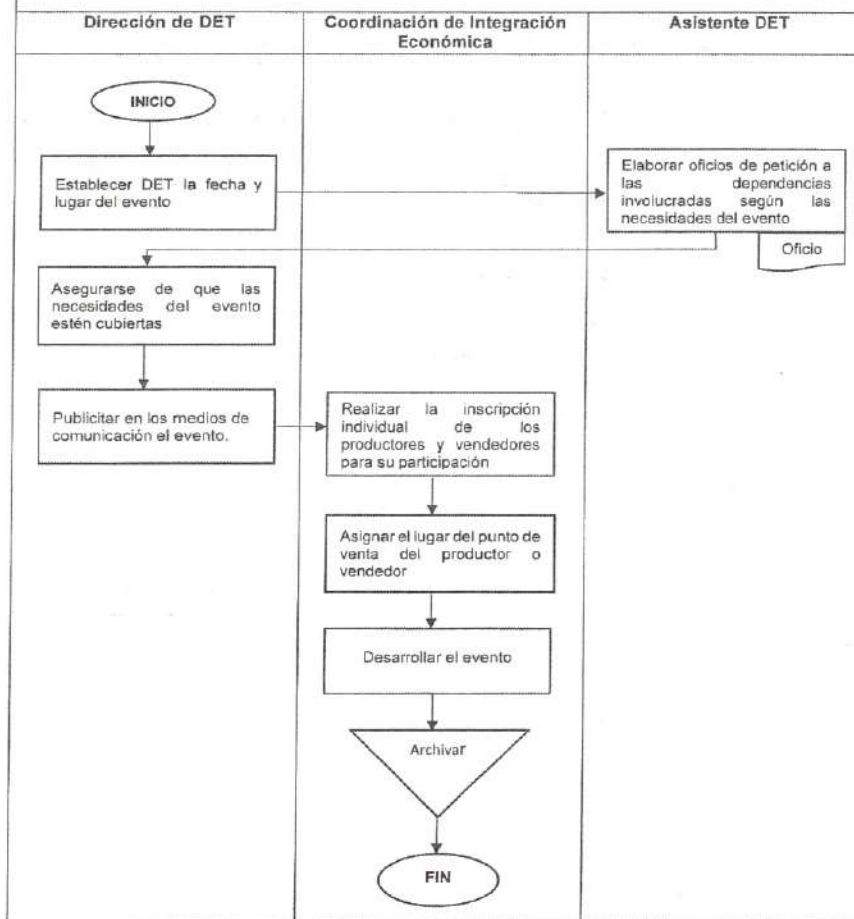 Dirección de DET
Coordinación de Integración
Económica
Asistente DET
INICIO
Establecer DET la fecha y
lugar del evento
Elaborar oficios de petición a
las dependencias
involucradas según las
necesidades del evento
Oficio
Asegurarse de que las
necesidades del evento
estén cubiertas
Publicitar en los medios de
comunicación el evento.
Realizar la inscripción
individual de los
productores y vendedores
para su participación
Asignar el lugar del punto de
venta del productor o
vendedor
Desarrollar el evento
Archivar
FIN